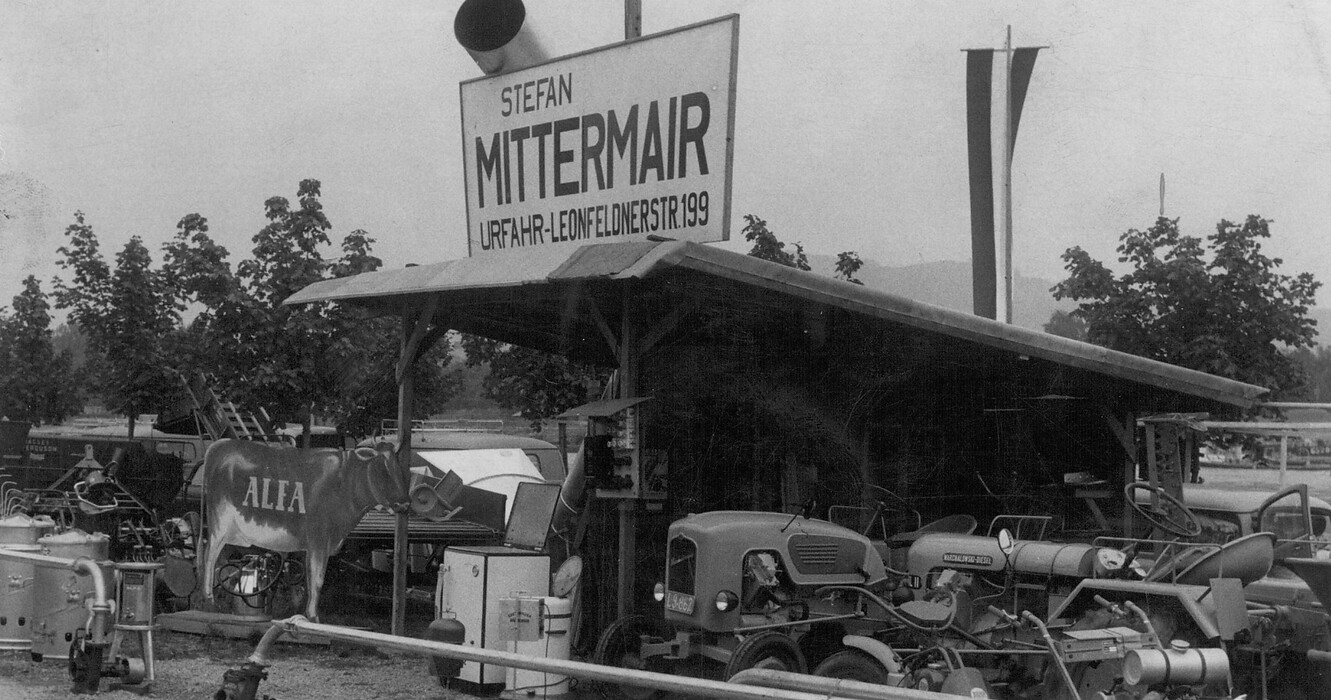 STEFAN
MITTERMAIR
URFAHR-LEONFELDNERSTR.199
ALFA
WARCHALOWSKI-DIESEL